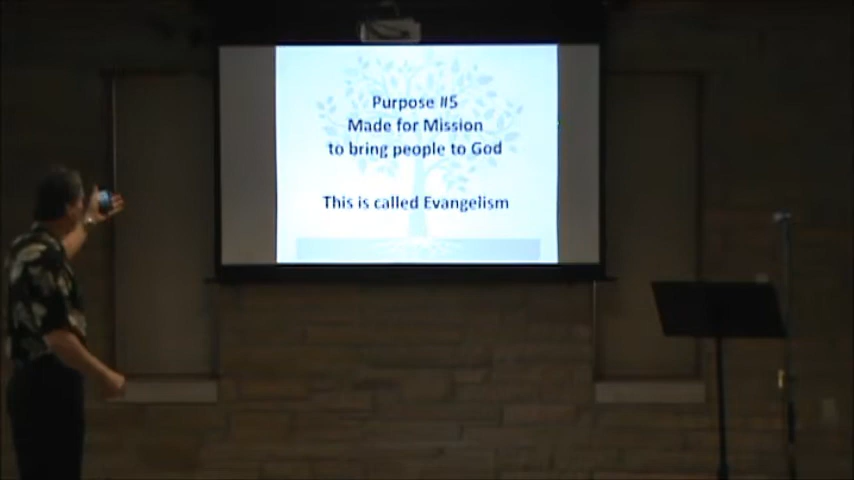 Purpose #5
Made for Mission
to bring people to God
This is called Evangelism